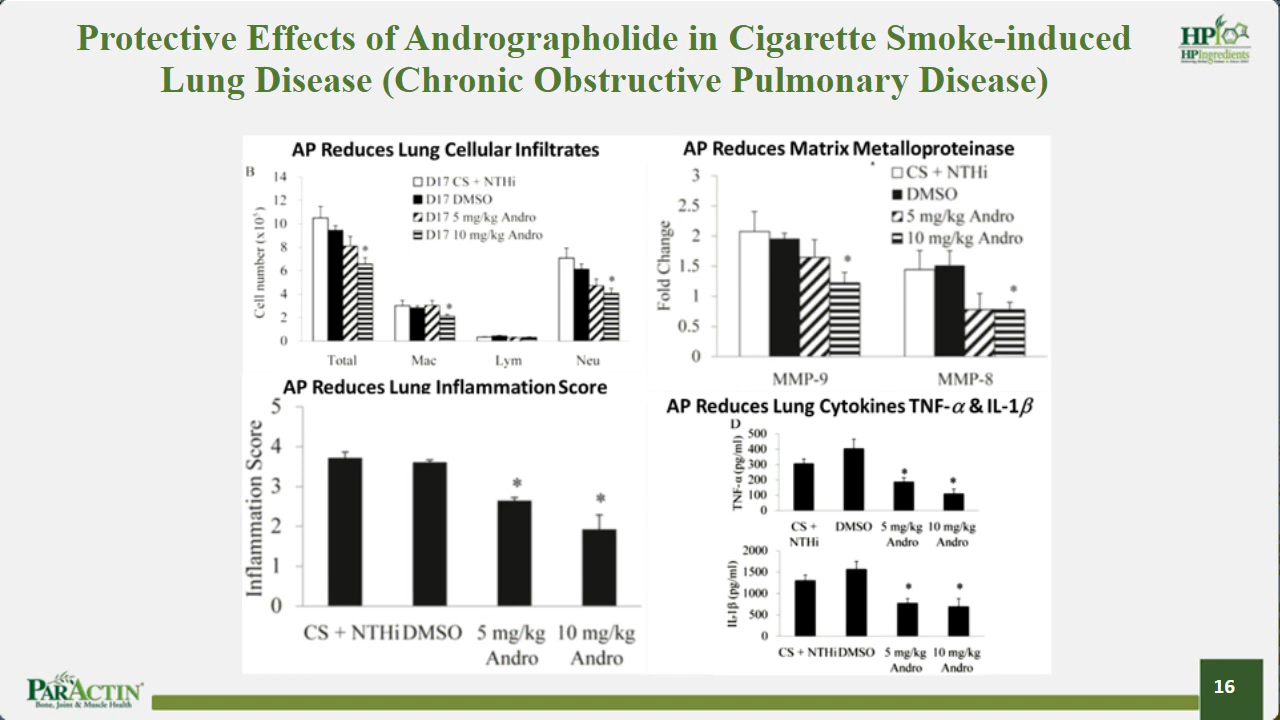 Protective Effects of Andrographolide in Cigarette Smoke-induced
Lung Disease (Chronic Obstructive Pulmonary Disease)
HP
HPIngredients
AP Reduces Lung Cellular Infiltrates
B
Cell number (x10⁵)
14
12
10
8
6
4
2
0
D17 CS + NTHi
D17 DMSO
D17 5 mg/kg Andro
D17 10 mg/kg Andro
*
*
*
Total Mac Lym Neu
AP Reduces Matrix Metalloproteinase
Fold Change
3
2.5
2
1.5
1
0.5
0
CS + NTHi
DMSO
5 mg/kg Andro
10 mg/kg Andro
*
*
MMP-9 MMP-8
AP Reduces Lung Inflammation Score
Inflammation Score
5
4
3
2
1
0
*
*
CS + NTHi DMSO 5 mg/kg 10 mg/kg
Andro Andro
AP Reduces Lung Cytokines TNF-α & IL-1β
D
TNF-α (pg/ml)
500
400
300
200
100
0
*
*
CS + DMSO 5 mg/kg 10 mg/kg
NTHi Andro Andro
IL-1β (pg/ml)
2000
1500
1000
500
0
*
*
CS + NTHi DMSO 5 mg/kg 10 mg/kg
Andro Andro
PARACTIN
Bone, Joint & Muscle Health
16